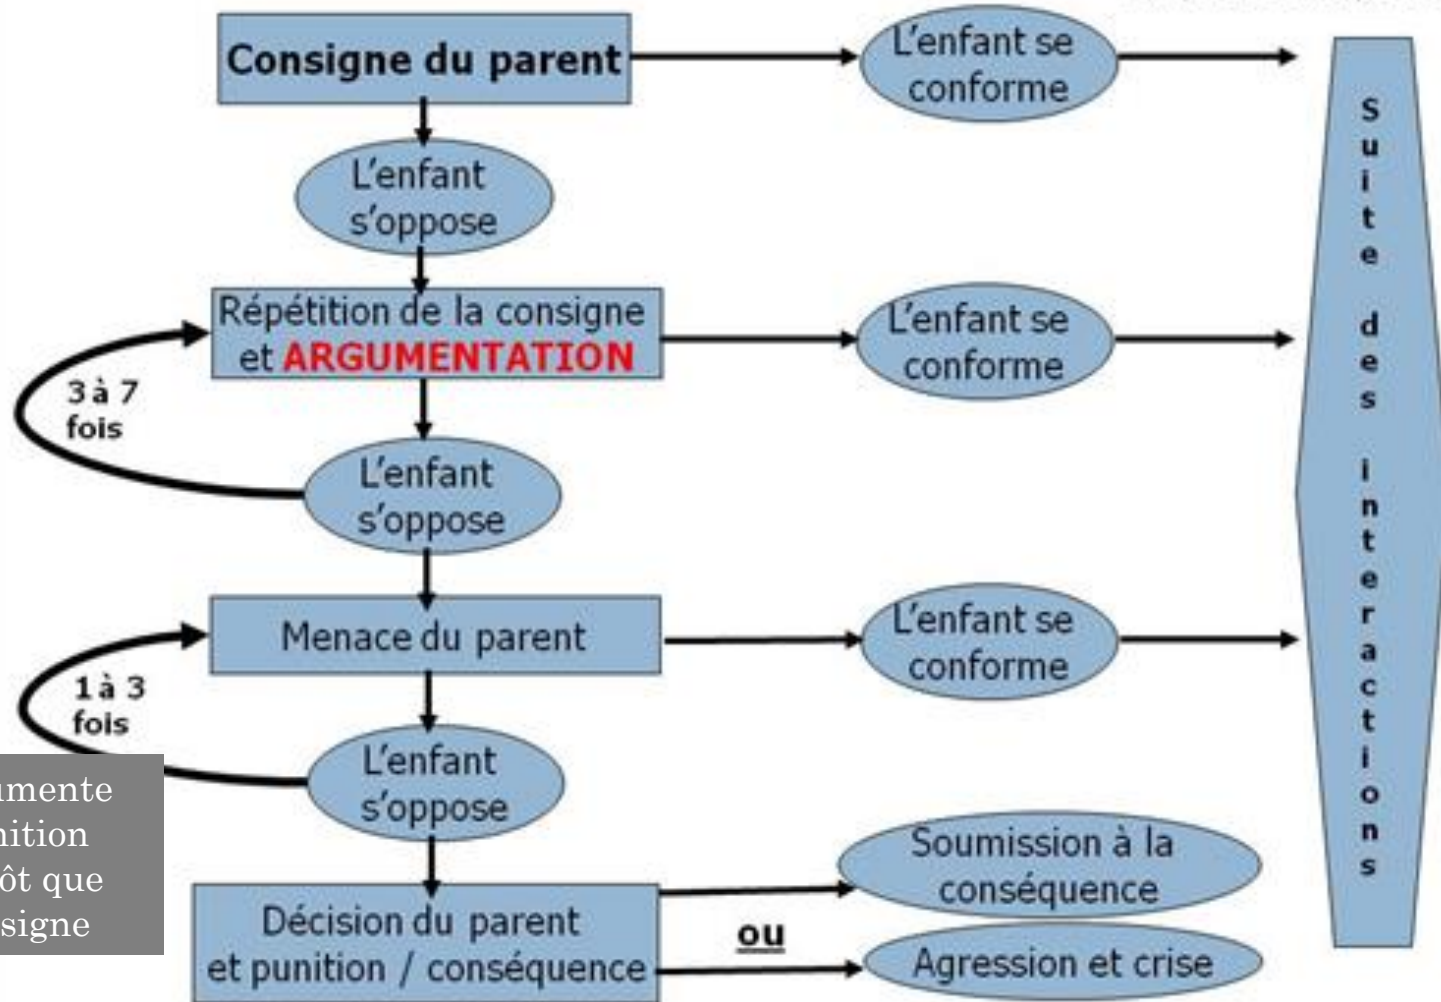 Consigne du parent
L'enfant se
conforme
L'enfant
s'oppose
Répétition de la consigne
et ARGUMENTATION
L'enfant se
conforme
3 à 7
fois
L'enfant
s'oppose
Menace du parent
L'enfant se
conforme
1 à 3
fois
L'enfant
s'oppose
Décision du parent
et punition / conséquence
ou
Soumission à la
conséquence
Agression et crise
Suite des interactions
que